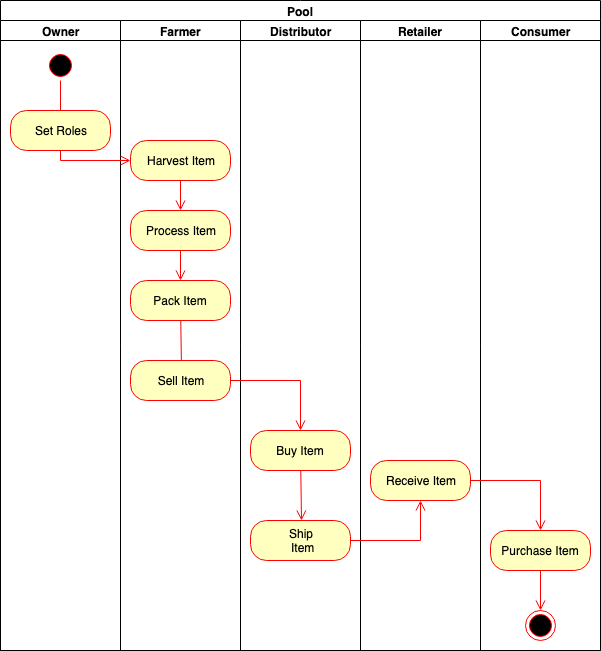 Pool
Owner
Farmer
Distributor
Retailer
Consumer
Set Roles
Harvest Item
Process Item
Pack Item
Sell Item
Buy Item
Receive Item
Ship
Item
Purchase Item